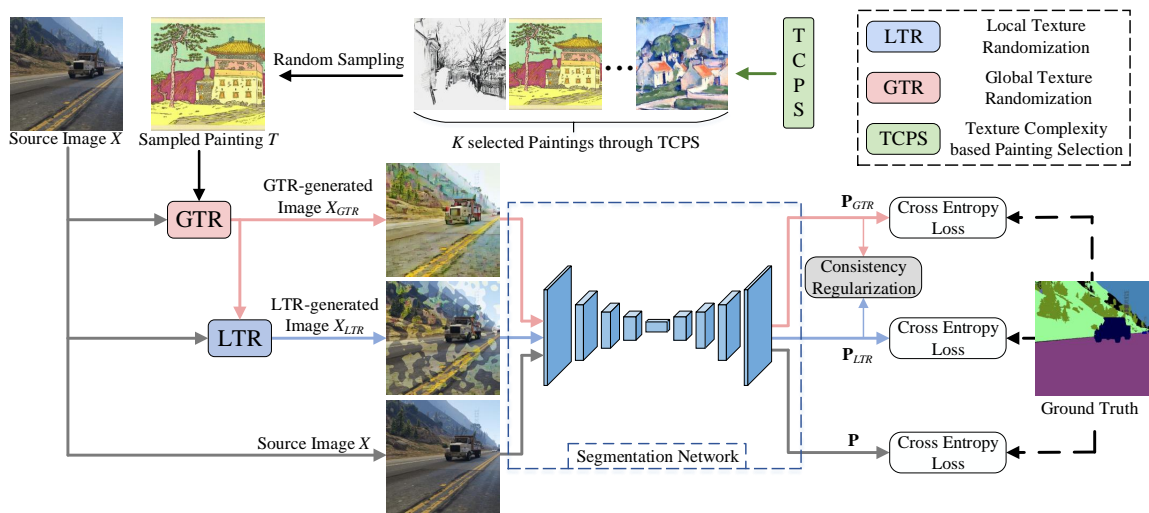 Source Image X
Sampled Painting T
Random Sampling
K selected Paintings through TCPS
T
C
P
S
LTR
Local Texture
Randomization
GTR
Global Texture
Randomization
TCPS
Texture Complexity
based Painting Selection
GTR
GTR-generated
Image X_GTR
LTR
LTR-generated
Image X_LTR
Source Image X
Segmentation Network
P_GTR
Cross Entropy
Loss
Consistency
Regularization
P_LTR
Cross Entropy
Loss
P
Cross Entropy
Loss
Ground Truth